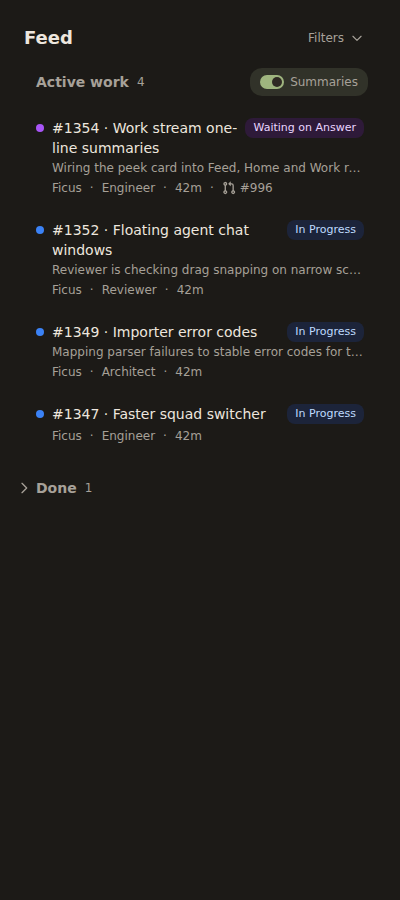 Feed
Filters
Active work 4
Summaries
#1354 · Work stream one-
line summaries
Waiting on Answer
Wiring the peek card into Feed, Home and Work r…
Ficus · Engineer · 42m · #996
#1352 · Floating agent chat
windows
In Progress
Reviewer is checking drag snapping on narrow sc…
Ficus · Reviewer · 42m
#1349 · Importer error codes
In Progress
Mapping parser failures to stable error codes for t…
Ficus · Architect · 42m
#1347 · Faster squad switcher
In Progress
Ficus · Engineer · 42m
Done 1